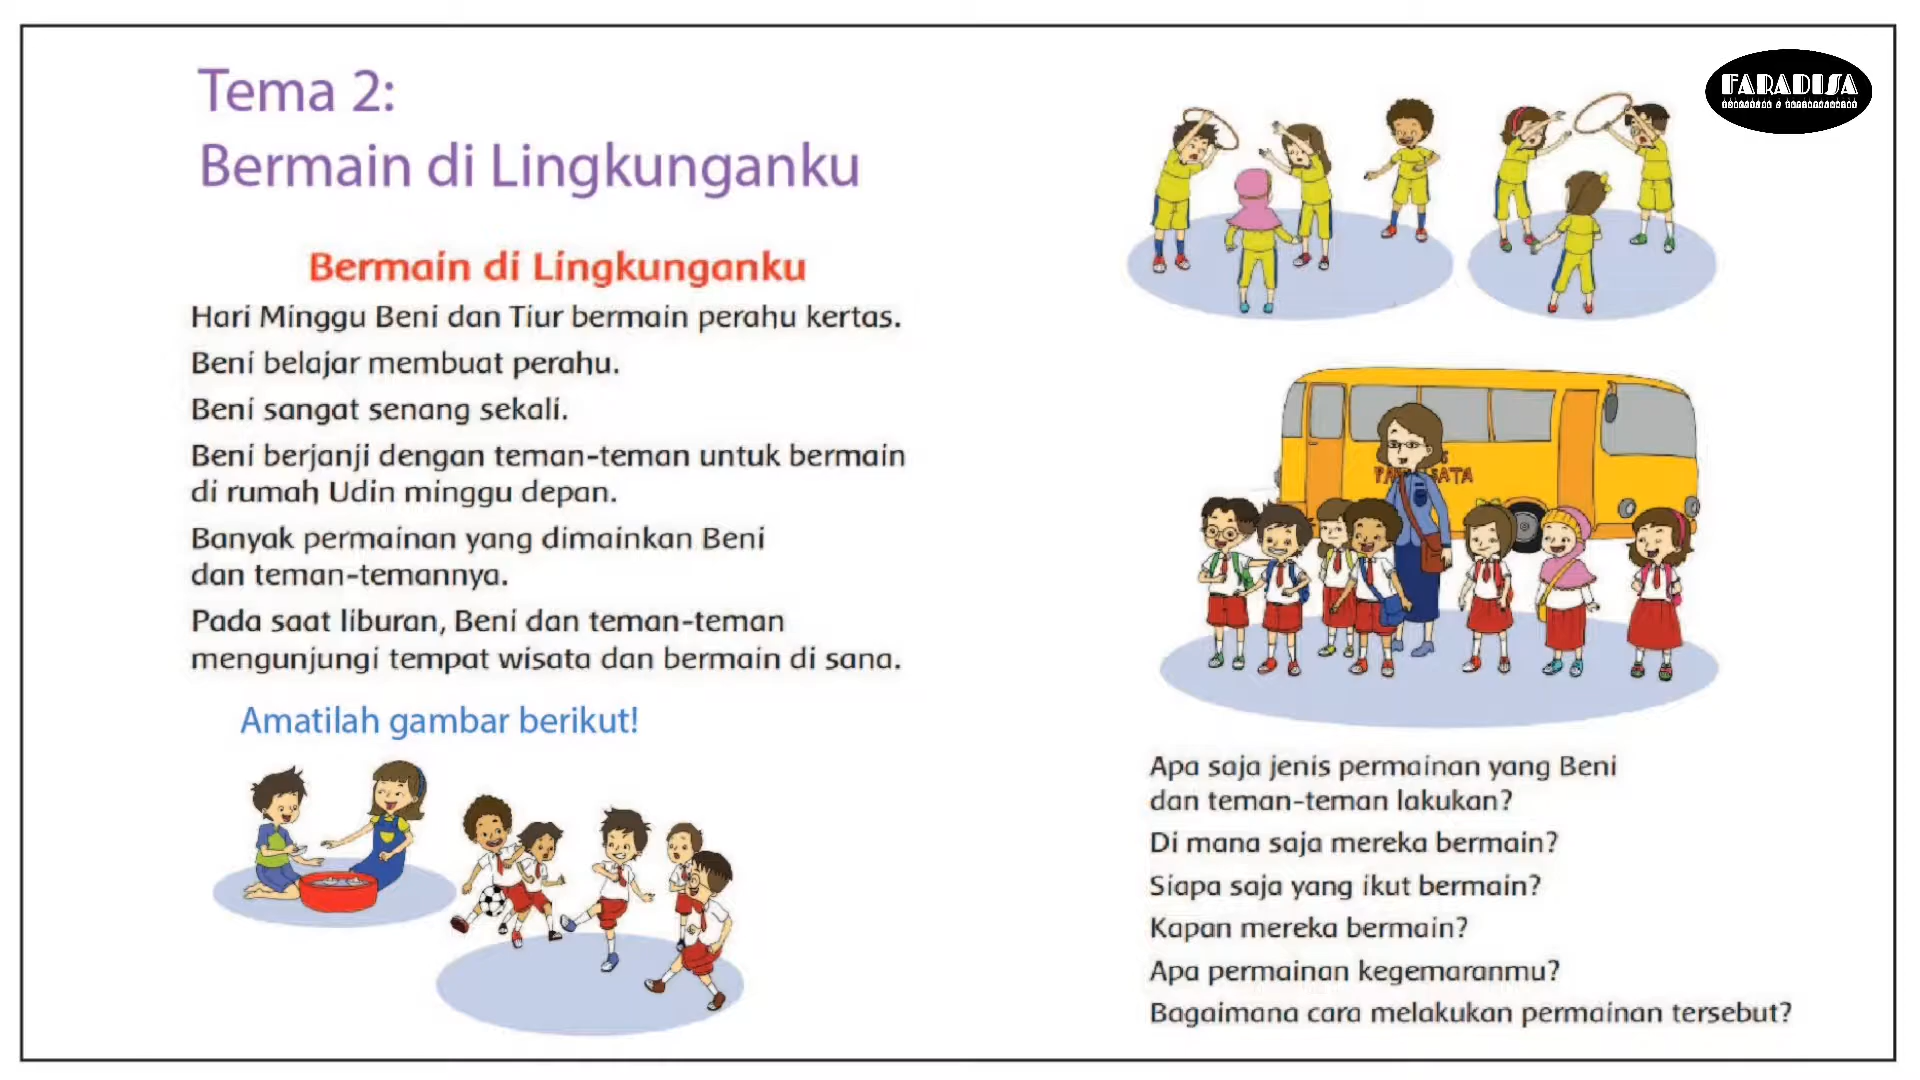 Tema 2:
Bermain di Lingkunganku
Bermain di Lingkunganku
Hari Minggu Beni dan Tiur bermain perahu kertas.
Beni belajar membuat perahu.
Beni sangat senang sekali.
Beni berjanji dengan teman-teman untuk bermain
di rumah Udin minggu depan.
Banyak permainan yang dimainkan Beni
dan teman-temannya.
Pada saat liburan, Beni dan teman-teman
mengunjungi tempat wisata dan bermain di sana.
Amatilah gambar berikut!
FARADISA
Apa saja jenis permainan yang Beni
dan teman-teman lakukan?
Di mana saja mereka bermain?
Siapa saja yang ikut bermain?
Kapan mereka bermain?
Apa permainan kegemaranmu?
Bagaimana cara melakukan permainan tersebut?